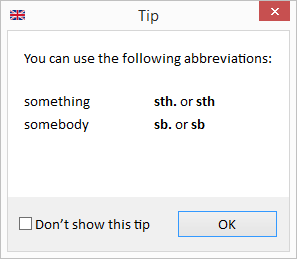 Tip
You can use the following abbreviations:
something sth. or sth
somebody sb. or sb
Don't show this tip OK